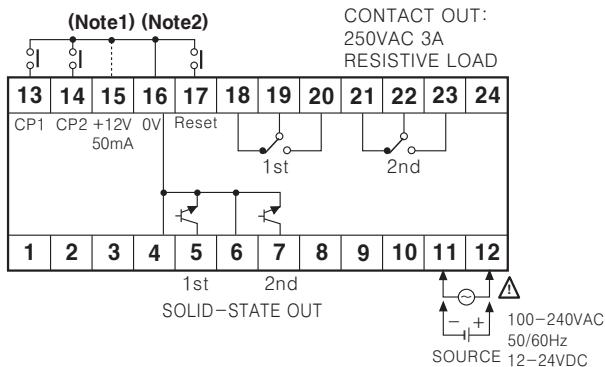 (Note1) (Note2)
CONTACT OUT:
250VAC 3A
RESISTIVE LOAD
13 14 15 16 17 18 19 20 21 22 23 24
CP1 CP2 +12V 0V Reset
50mA
1st 2nd
1 2 3 4 5 6 7 8 9 10 11 12
1st 2nd
SOLID-STATE OUT
- +
SOURCE
100-240VAC
50/60Hz
12-24VDC